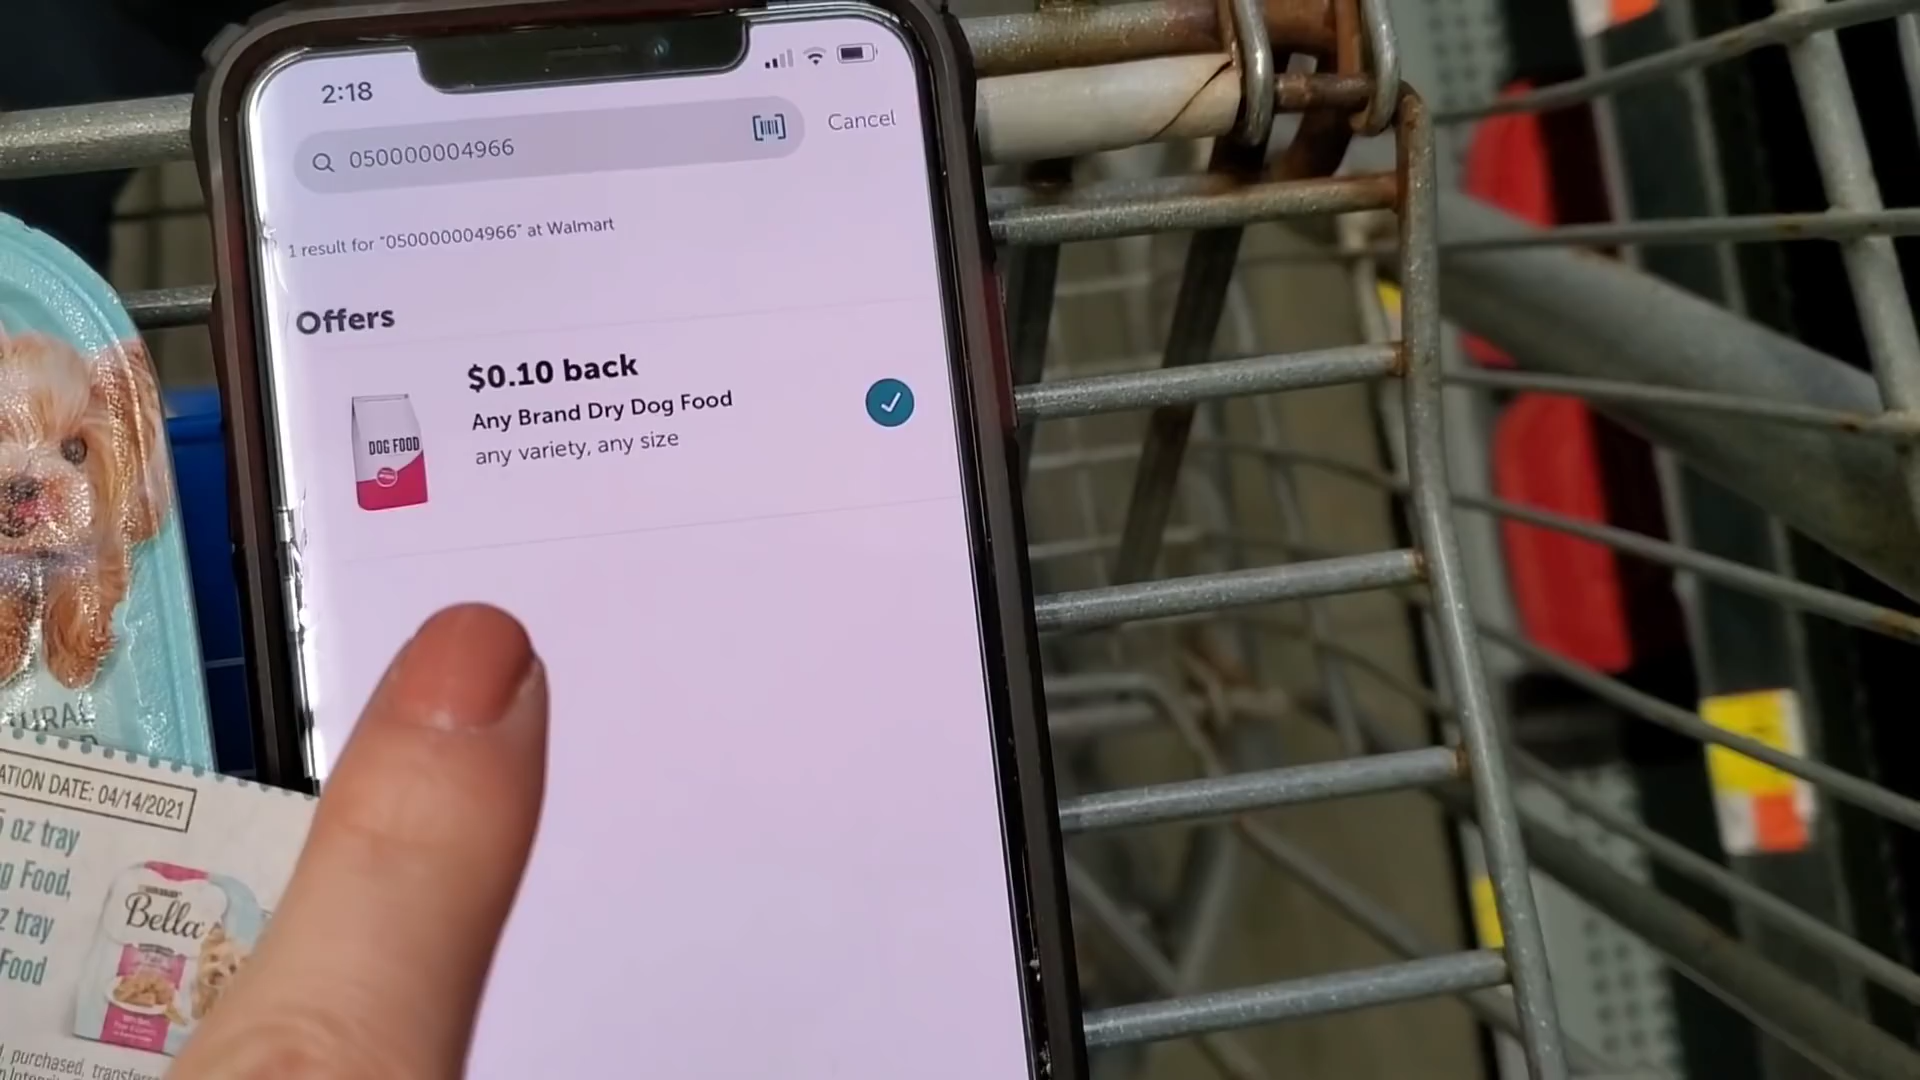 2:18
050000004966
Cancel
1 result for "050000004966" at Walmart
Offers
$0.10 back
Any Brand Dry Dog Food
any variety, any size
DOG FOOD
URAL
ATION DATE: 04/14/2021
oz tray
g Food,
z tray
Food
Bella
purchased,